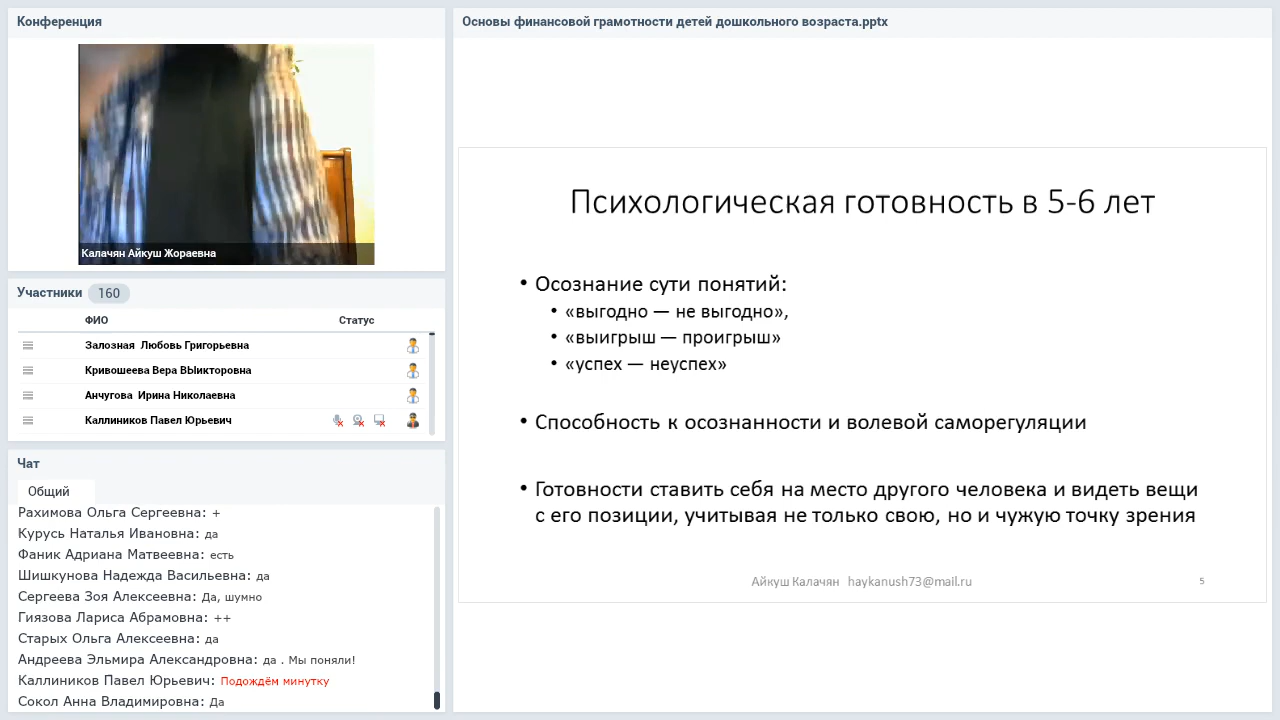 Конференция
Калачян Айкуш Жораевна
Участники 160
ФИО Статус
Залозная Любовь Григорьевна
Кривошеева Вера ВЫикторовна
Анчугова Ирина Николаевна
Каллиников Павел Юрьевич
Чат
Общий
Рахимова Ольга Сергеевна: +
Курусь Наталья Ивановна: да
Фаник Адриана Матвеевна: есть
Шишкунова Надежда Васильевна: да
Сергеева Зоя Алексеевна: Да, шумно
Гиязова Лариса Абрамовна: ++
Старых Ольга Алексеевна: да
Андреева Эльмира Александровна: да . Мы поняли!
Каллиников Павел Юрьевич: Подождём минутку
Сокол Анна Владимировна: Да
Основы финансовой грамотности детей дошкольного возраста.pptx
Психологическая готовность в 5-6 лет
• Осознание сути понятий:
• «выгодно — не выгодно»,
• «выигрыш — проигрыш»
• «успех — неуспех»
• Способность к осознанности и волевой саморегуляции
• Готовности ставить себя на место другого человека и видеть вещи
с его позиции, учитывая не только свою, но и чужую точку зрения
Айкуш Калачян haykanush73@mail.ru 5